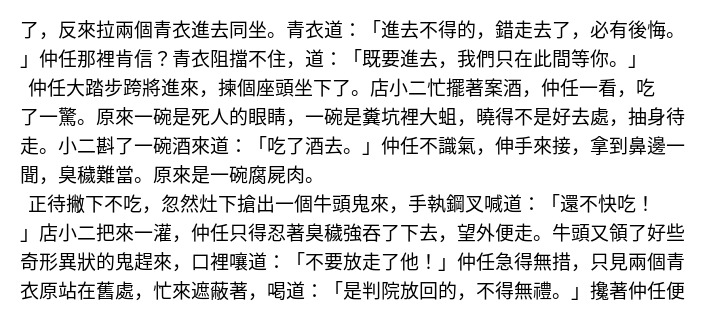 了，反來拉兩個青衣進去同坐。青衣道：「進去不得的，錯走去了，必有後悔。
」仲任那裡肯信？青衣阻擋不住，道：「既要進去，我們只在此間等你。」
仲任大踏步跨將進來，揀個座頭坐下了。店小二忙擺著案酒，仲任一看，吃
了一驚。原來一碗是死人的眼睛，一碗是糞坑裡大蛆，曉得不是好去處，抽身待
走。小二斟了一碗酒來道：「吃了酒去。」仲任不識氣，伸手來接，拿到鼻邊一
聞，臭穢難當。原來是一碗腐屍肉。
正待撇下不吃，忽然灶下搶出一個牛頭鬼來，手執鋼叉喊道：「還不快吃！
」店小二把來一灌，仲任只得忍著臭穢強吞了下去，望外便走。牛頭又領了好些
奇形異狀的鬼趕來，口裡嚷道：「不要放走了他！」仲任急得無措，只見兩個青
衣原站在舊處，忙來遮蔽著，喝道：「是判院放回的，不得無禮。」攙著仲任便